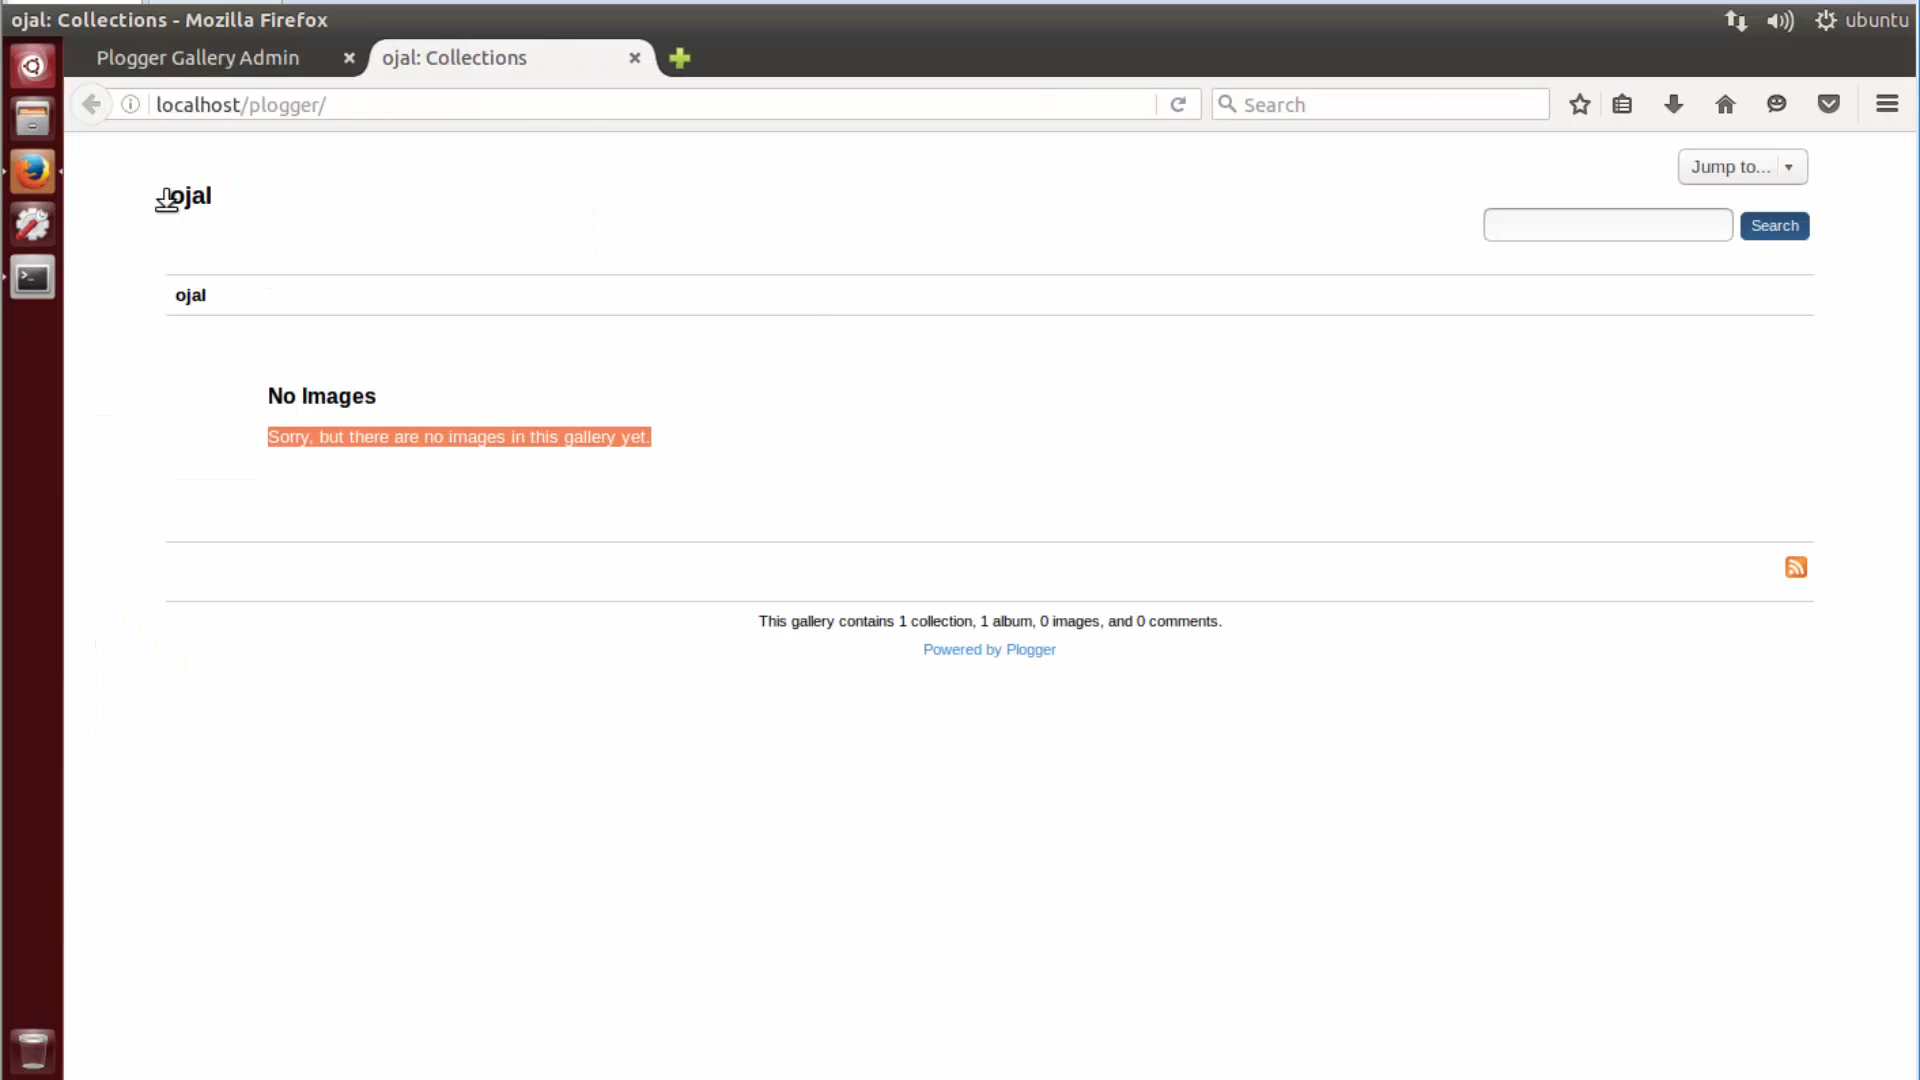 ojal: Collections - Mozilla Firefox
ubuntu
Plogger Gallery Admin
ojal: Collections
localhost/plogger/
Search
Jump to...
ojal
Search
ojal
No Images
Sorry, but there are no images in this gallery yet.
This gallery contains 1 collection, 1 album, 0 images, and 0 comments.
Powered by Plogger